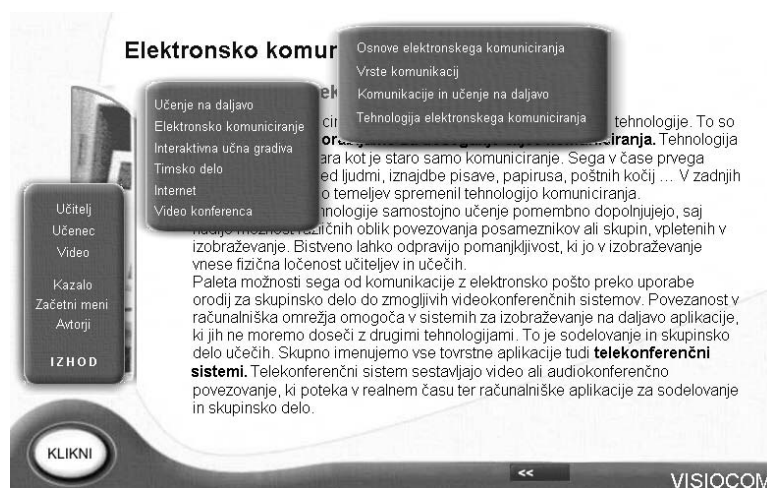 Elektronsko komur
Osnove elektronskega komuniciranja
Vrste komunikacij
Komunikacije in učenje na daljavo
Tehnologija elektronskega komuniciranja
Učenje na daljavo
Elektronsko komuniciranje
Interaktivna učna gradiva
Timsko delo
Internet
Video konferenca
Učitelj
Učenec
Video
Kazalo
Začetni meni
Avtorji
IZHOD
tehnologije. To so
ciranja. Tehnologija
ara kot je staro samo komuniciranje. Sega v čase prvega
ed ljudmi, iznajdbe pisave, papirusa, poštnih kočij ... V zadnjih
o temeljev spremenil tehnologijo komuniciranja.
nnologije samostojno učenje pomembno dopolnjujejo, saj
možnost različnih oblik povezovanja posameznikov ali skupin, vpletenih v
izobraževanje. Bistveno lahko odpravijo pomanjkljivost, ki jo v izobraževanje
vnese fizična ločenost učiteljev in učečih.
Paleta možnosti sega od komunikacije z elektronsko pošto preko uporabe
orodij za skupinsko delo do zmogljivih videokonferenčnih sistemov. Povezanost v
računalniška omrežja omogoča v sistemih za izobraževanje na daljavo aplikacije,
ki jih ne moremo doseči z drugimi tehnologijami. To je sodelovanje in skupinsko
delo učečih. Skupno imenujemo vse tovrstne aplikacije tudi telekonferenčni
sistemi. Telekonferenčni sistem sestavljajo video ali audiokonferenčno
povezovanje, ki poteka v realnem času ter računalniške aplikacije za sodelovanje
in skupinsko delo.
KLIKNI
<<
VISIOCOM